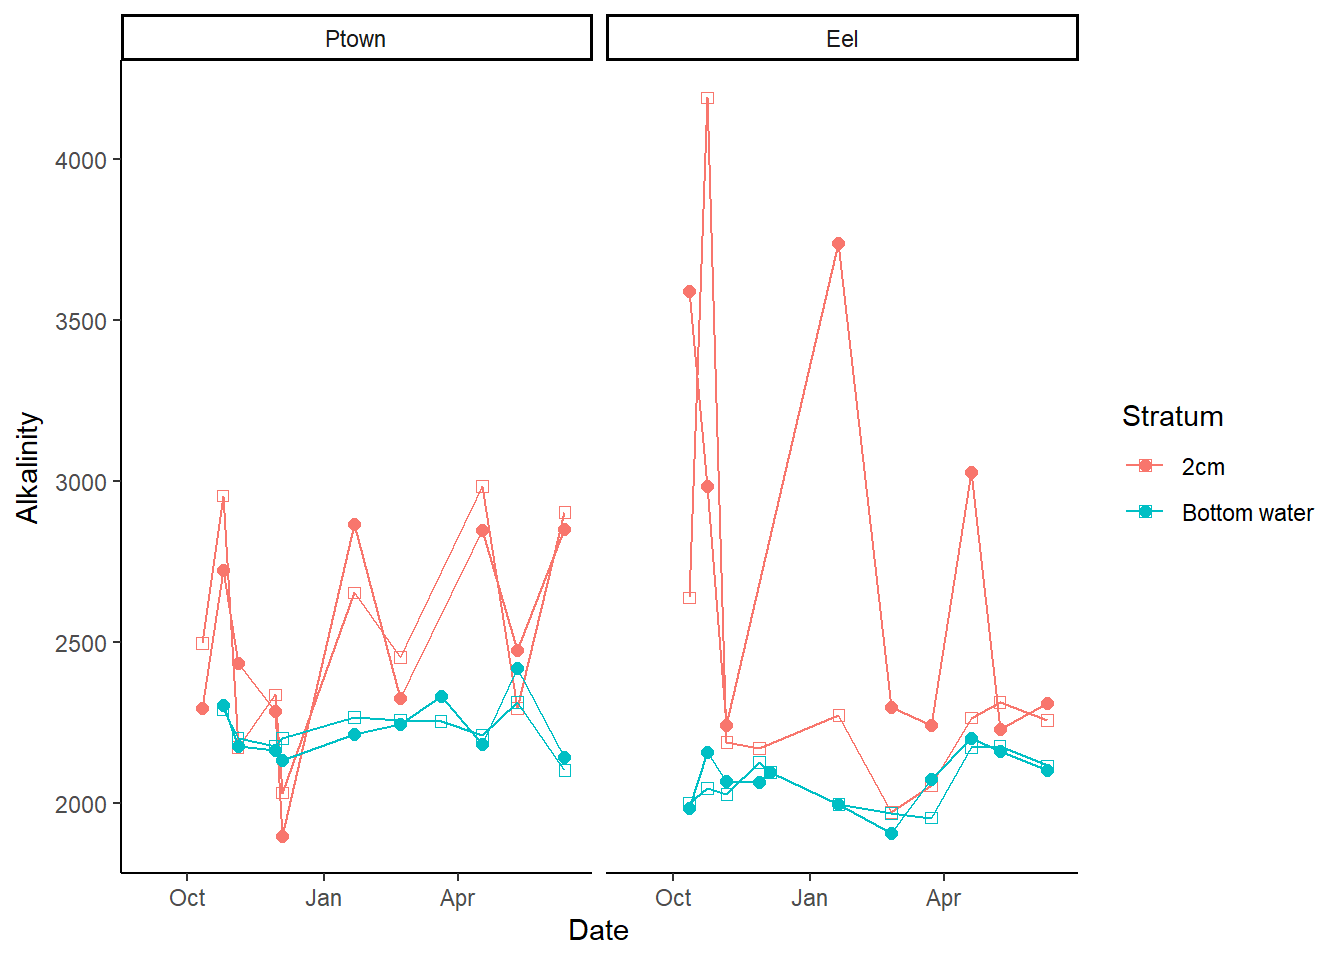 Ptown
Eel
4000
3500
3000
2500
2000
Alkalinity
Oct Jan Apr
Oct Jan Apr
Date
Stratum
2cm
Bottom water